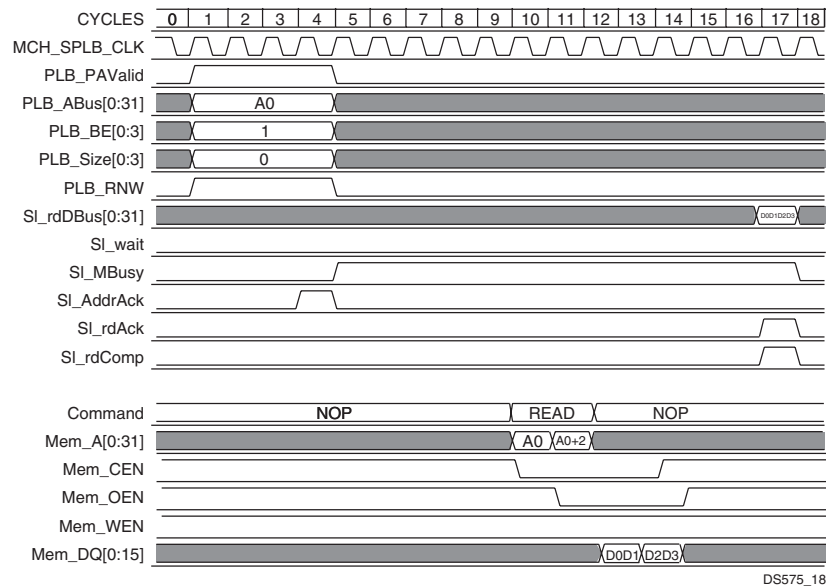 CYCLES 0 1 2 3 4 5 6 7 8 9 10 11 12 13 14 15 16 17 18
MCH_SPLB_CLK
PLB_PAValid
PLB_ABus[0:31] A0
PLB_BE[0:3] 1
PLB_Size[0:3] 0
PLB_RNW
Sl_rdDBus[0:31] D0D1D2D3
Sl_wait
Sl_MBusy
Sl_AddrAck
Sl_rdAck
Sl_rdComp
Command NOP READ NOP
Mem_A[0:31] A0 A0+2
Mem_CEN
Mem_OEN
Mem_WEN
Mem_DQ[0:15] D0D1 D2D3
DS575_18